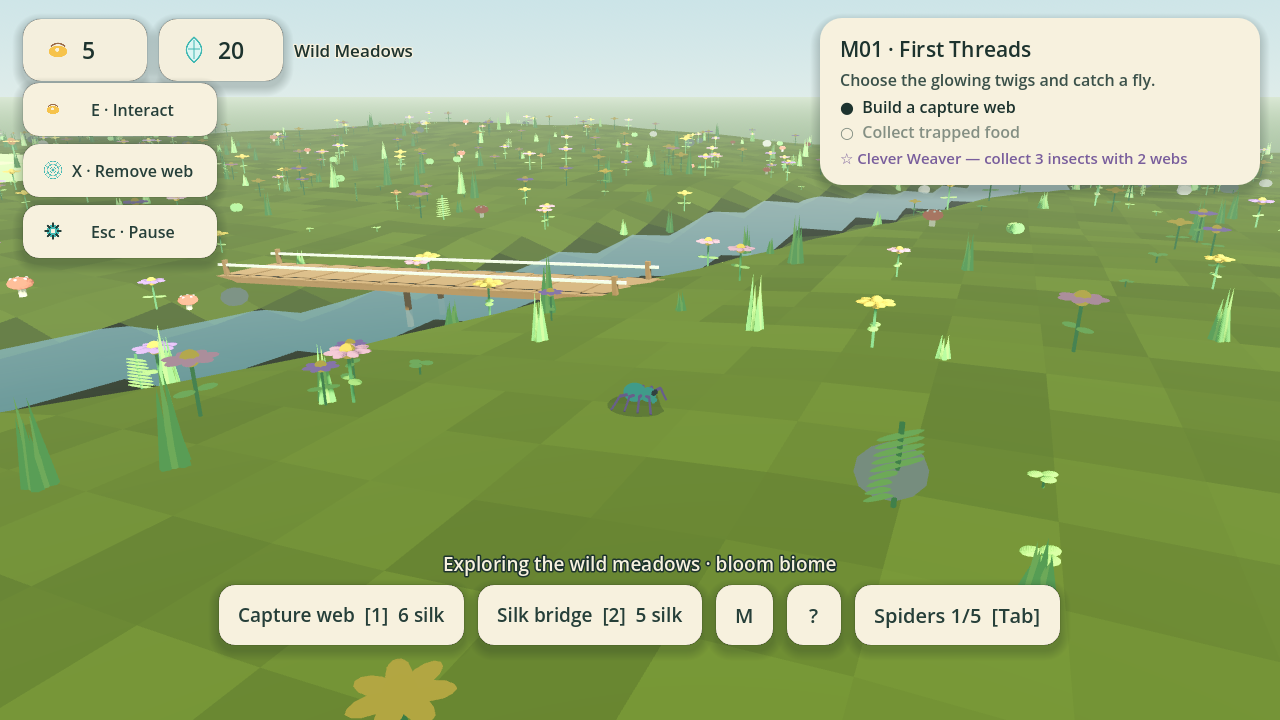 5
20
Wild Meadows
E · Interact
X · Remove web
Esc · Pause
M01 · First Threads
Choose the glowing twigs and catch a fly.
● Build a capture web
○ Collect trapped food
☆ Clever Weaver — collect 3 insects with 2 webs
Exploring the wild meadows · bloom biome
Capture web [1] 6 silk
Silk bridge [2] 5 silk
M
?
Spiders 1/5 [Tab]